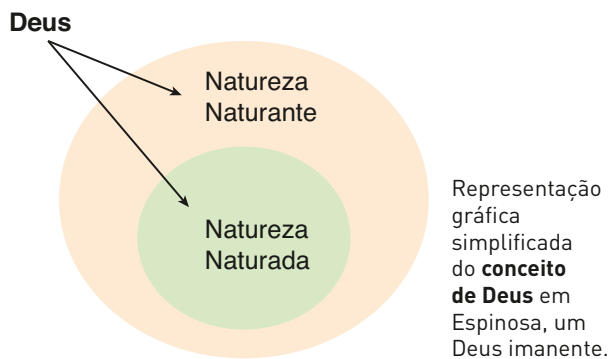 Deus
Natureza
Naturante
Natureza
Naturada
Representação
gráfica
simplificada
do conceito
de Deus em
Espinosa, um
Deus imanente.